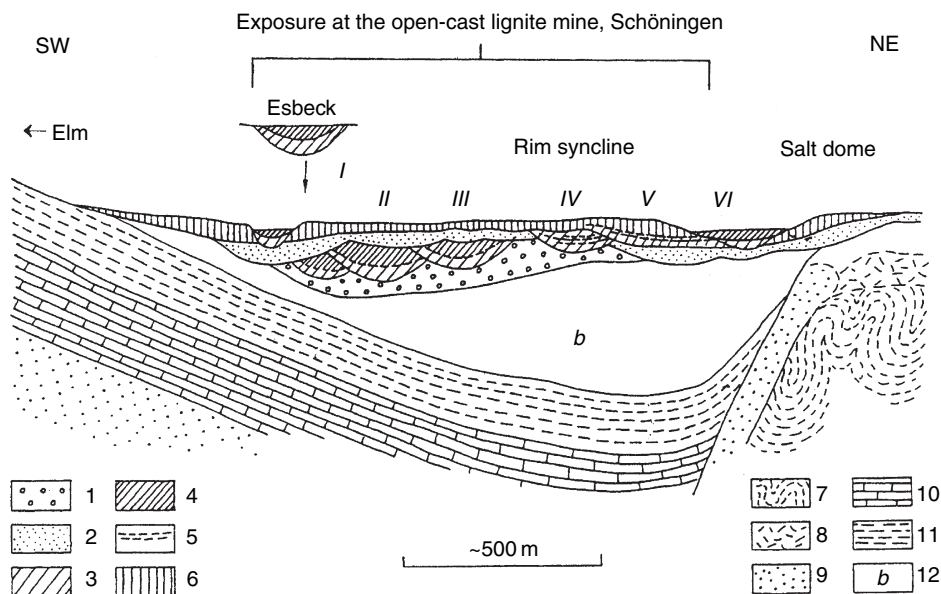 Exposure at the open-cast lignite mine, Schöningen
SW
NE
Esbeck
← Elm
Rim syncline
Salt dome
I
II
III
IV
V
VI
b
1
4
7
10
2
5
8
11
3
6
~500 m
9
b
12